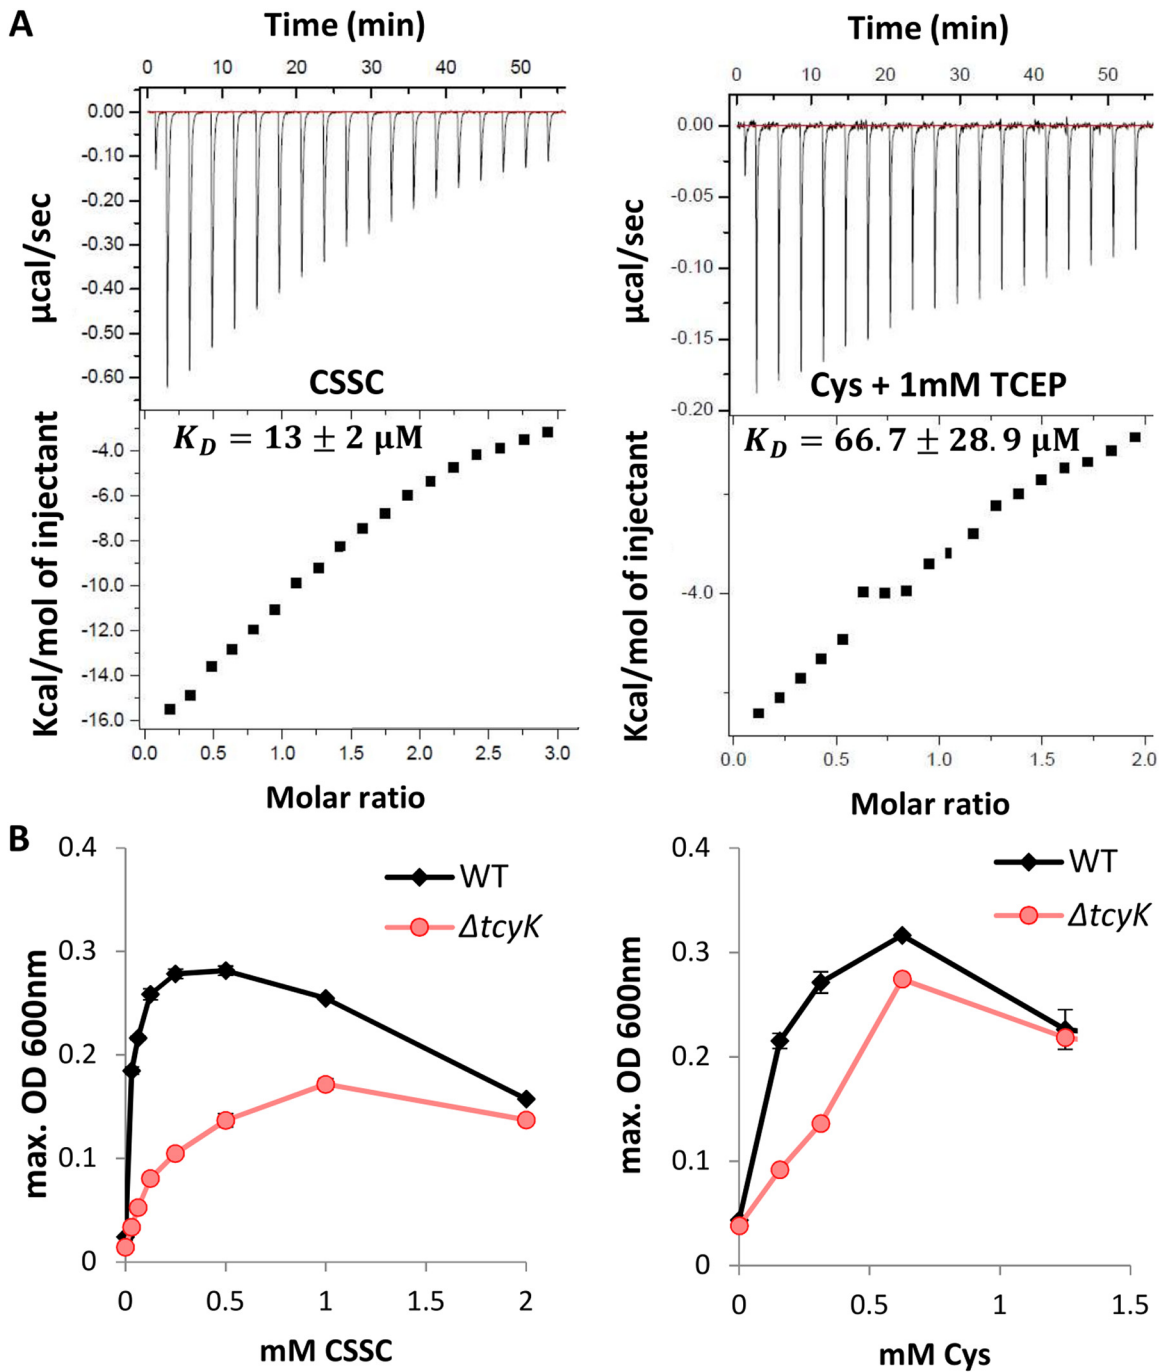 A
Time (min)
0 10 20 30 40 50
0.00
-0.10
-0.20
-0.30
-0.40
-0.50
-0.60
µcal/sec
CSSC
K_D = 13 ± 2 µM
-4.0
-6.0
-8.0
-10.0
-12.0
-14.0
-16.0
Kcal/mol of injectant
0.0 0.5 1.0 1.5 2.0 2.5 3.0
Molar ratio
Time (min)
0 10 20 30 40 50
0.00
-0.05
-0.10
-0.15
-0.20
µcal/sec
Cys + 1mM TCEP
K_D = 66.7 ± 28.9 µM
-4.0
Kcal/mol of injectant
0.0 0.5 1.0 1.5 2.0
Molar ratio
B
0.4
0.3
0.2
0.1
0
max. OD 600nm
WT
ΔtcyK
0 0.5 1 1.5 2
mM CSSC
0.4
0.3
0.2
0.1
0
max. OD 600nm
WT
ΔtcyK
0 0.5 1 1.5
mM Cys